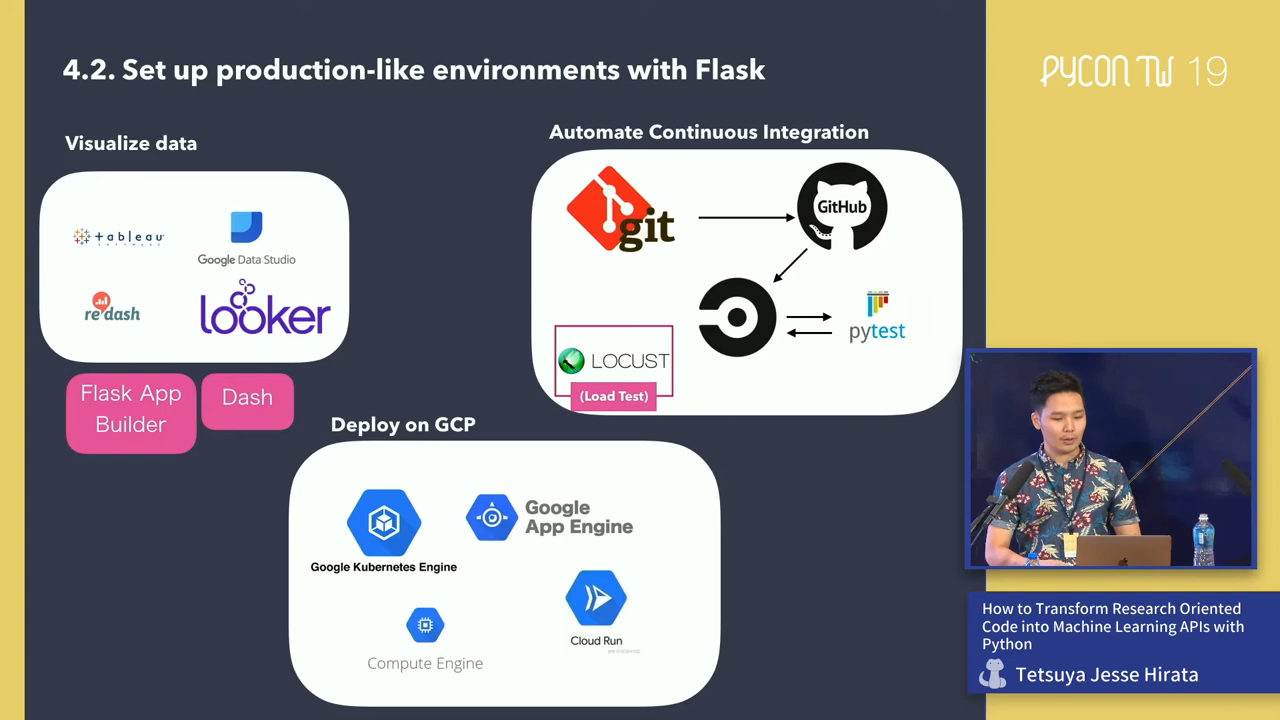 4.2. Set up production-like environments with Flask
PYCON TW 19
Visualize data
Automate Continuous Integration
tableau
Google Data Studio
re:dash
looker
Flask App
Builder
Dash
git
GitHub
pytest
LOCUST
(Load Test)
Deploy on GCP
Google Kubernetes Engine
Google
App Engine
Compute Engine
Cloud Run
How to Transform Research Oriented
Code into Machine Learning APIs with
Python
Tetsuya Jesse Hirata